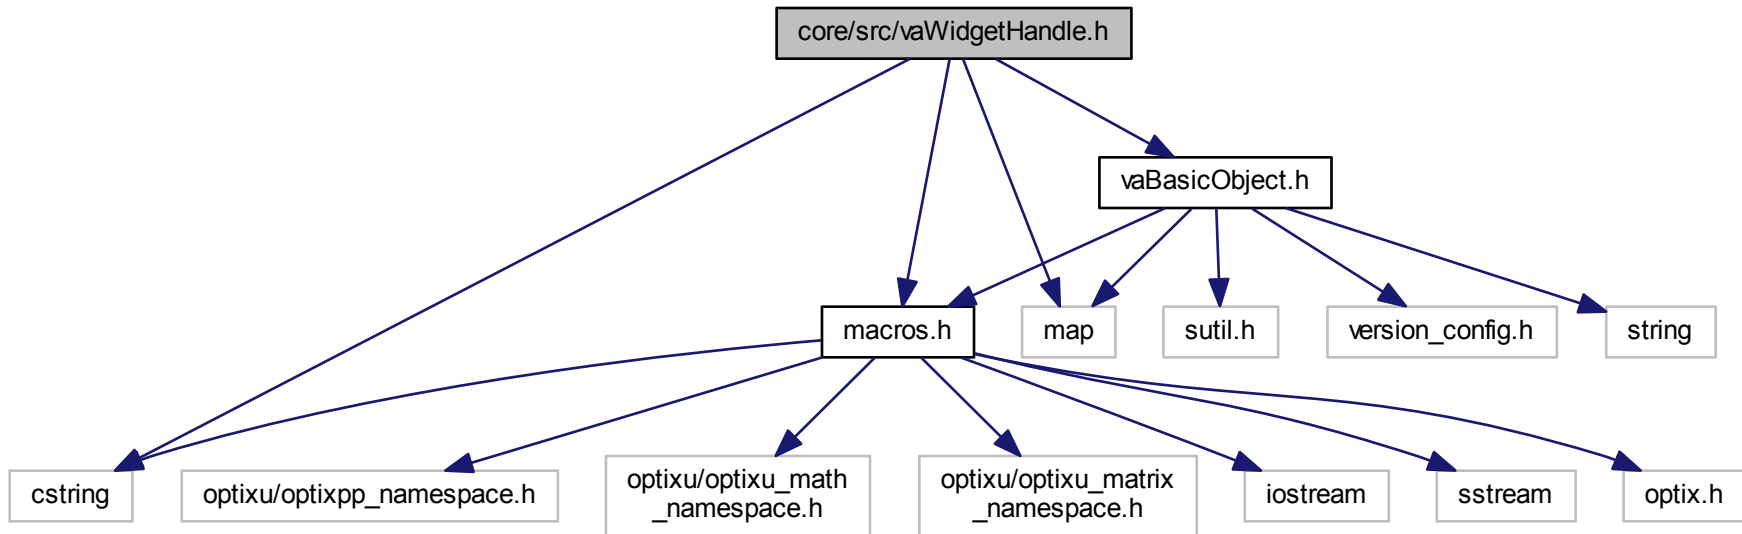 core/src/vaWidgetHandle.h
vaBasicObject.h
macros.h
map
sutil.h
version_config.h
string
cstring
optixu/optixpp_namespace.h
optixu/optixu_math
_namespace.h
optixu/optixu_matrix
_namespace.h
iostream
sstream
optix.h